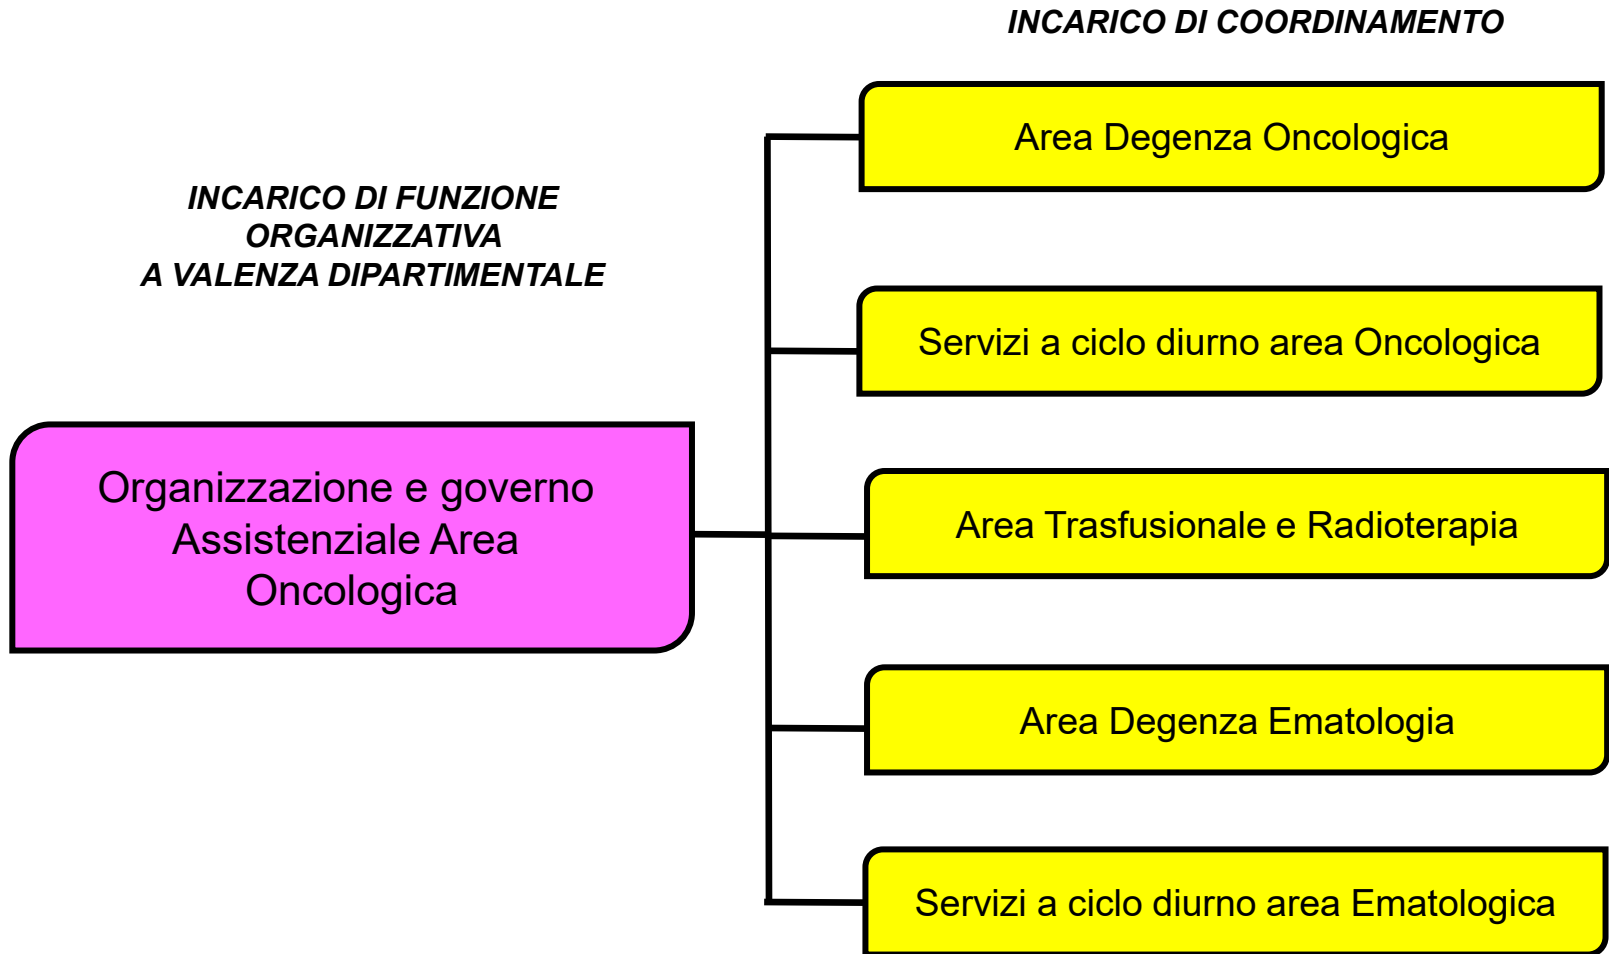 INCARICO DI COORDINAMENTO
Area Degenza Oncologica
INCARICO DI FUNZIONE
ORGANIZZATIVA
A VALENZA DIPARTIMENTALE
Servizi a ciclo diurno area Oncologica
Organizzazione e governo
Assistenziale Area
Oncologica
Area Trasfusionale e Radioterapia
Area Degenza Ematologia
Servizi a ciclo diurno area Ematologica